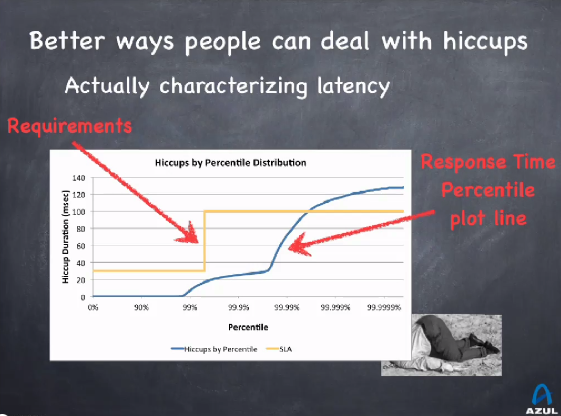 Better ways people can deal with hiccups
Actually characterizing latency
Requirements
Response Time
Percentile
plot line
Hiccups by Percentile Distribution
Hiccup Duration (msec)
140
120
100
80
60
40
20
0
0% 90% 99% 99.9% 99.99% 99.999% 99.9999%
Percentile
Hiccups by Percentile SLA
AZUL